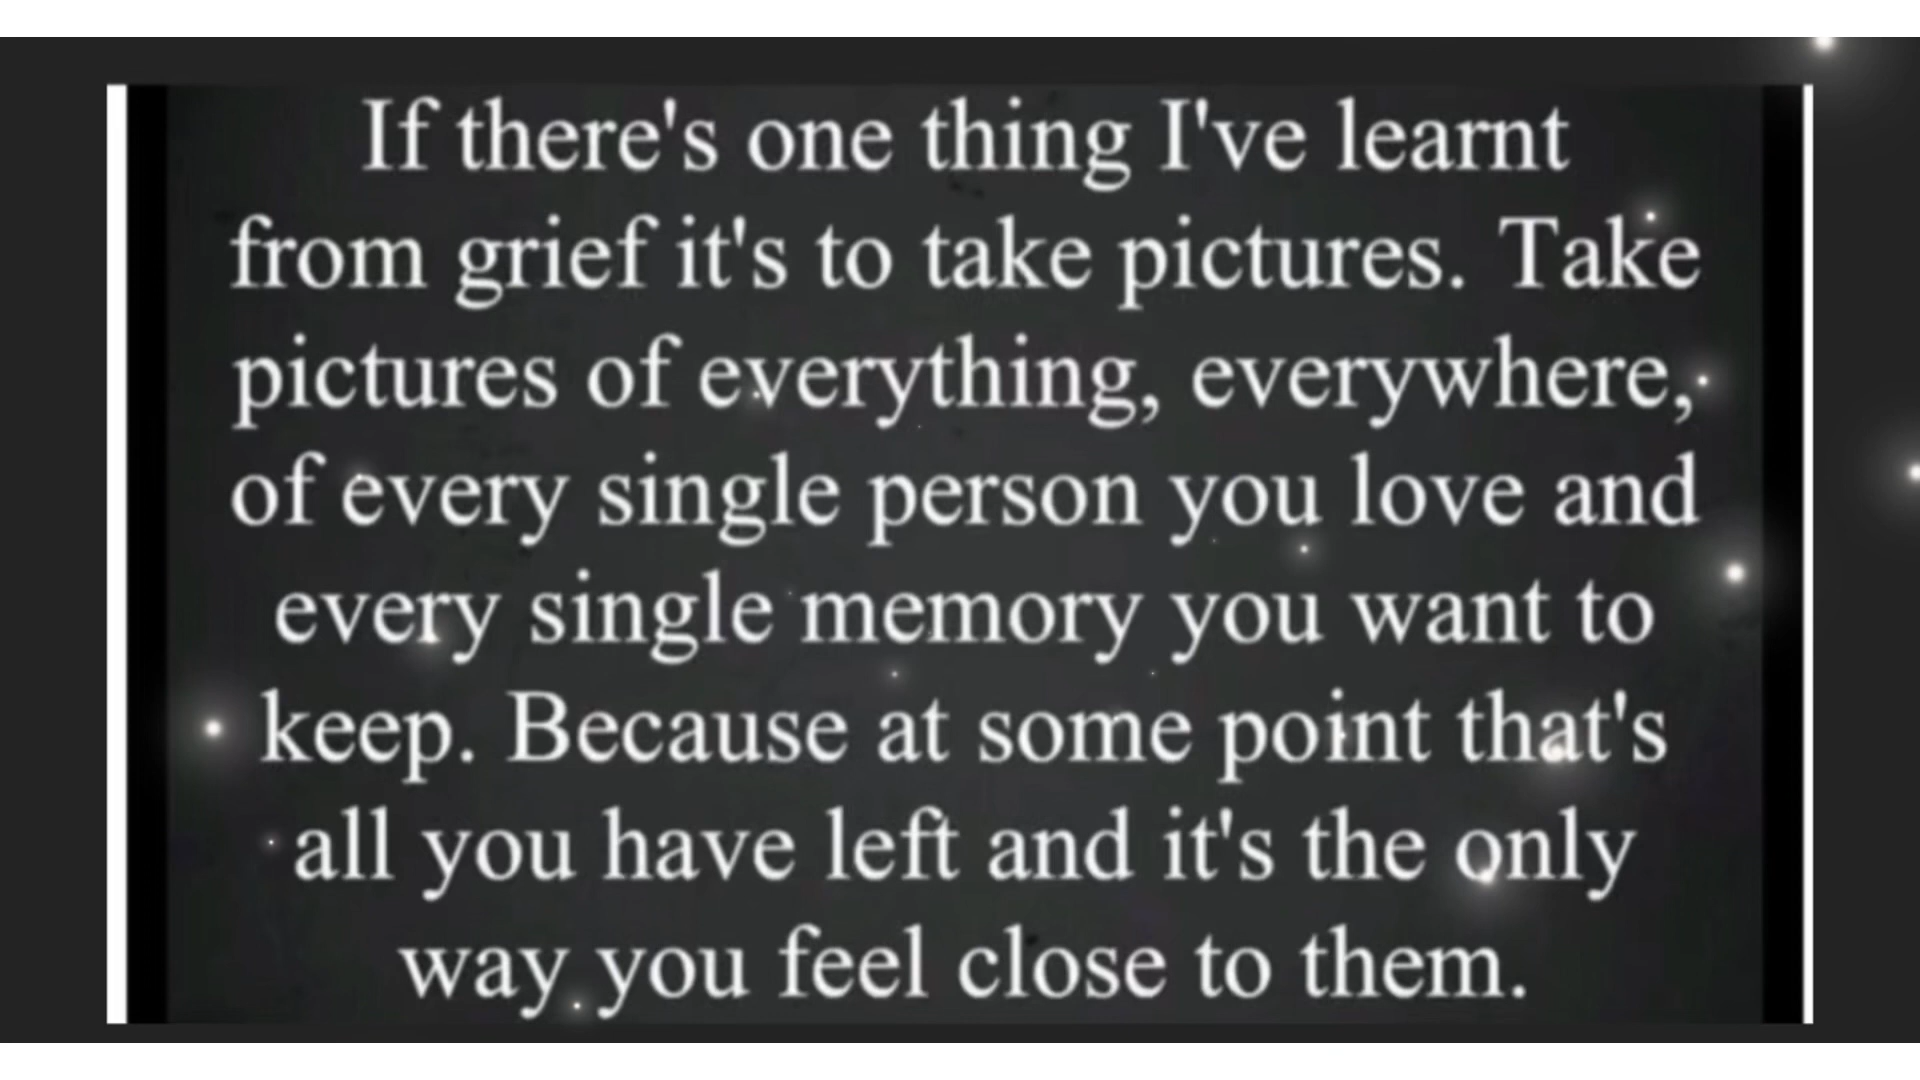 If there's one thing I've learnt
from grief it's to take pictures. Take
pictures of everything, everywhere,
of every single person you love and
every single memory you want to
keep. Because at some point that's
all you have left and it's the only
way you feel close to them.